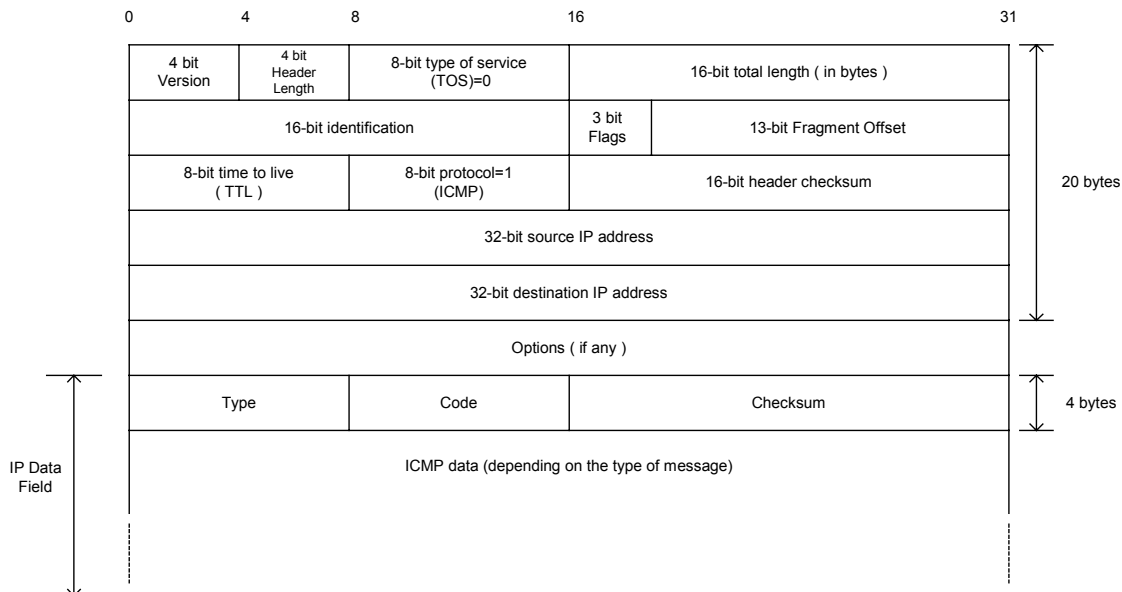 0 4 8 16 31
4 bit
Version
4 bit
Header
Length
8-bit type of service
(TOS)=0
16-bit total length ( in bytes )
16-bit identification
3 bit
Flags
13-bit Fragment Offset
8-bit time to live
( TTL )
8-bit protocol=1
(ICMP)
16-bit header checksum
20 bytes
32-bit source IP address
32-bit destination IP address
Options ( if any )
Type
Code
Checksum
4 bytes
IP Data
Field
ICMP data (depending on the type of message)